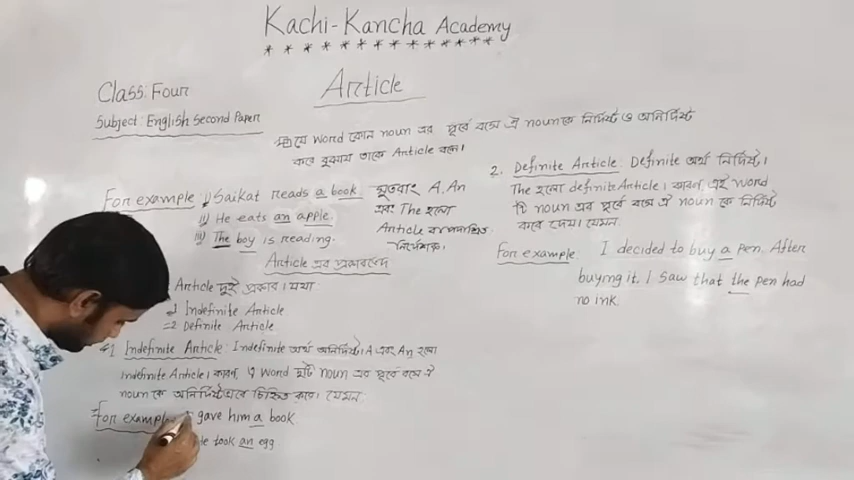 Kachi-Kancha Academy
* * * * * * * * * * * * * * * *
Article
Class: Four
Subject: English Second Paper
যে word কোন noun এর পূর্বে বসে ঐ nounকে নির্দিষ্ট ও অনির্দিষ্ট
করে বুঝায় তাকে Article বলে।
For example i) Saikat reads a book.
ii) He eats an apple.
iii) The boy is reading.
সুতরাং A, An
এবং The হলো
Article বা পদাশ্রিত
নির্দেশক।
Article এর প্রকারভেদ
Article দুই প্রকার। যথা
1 Indefinite Article
2 Definite Article
1 Indefinite Article: Indefinite অর্থ অনির্দিষ্ট। A এবং An হলো
Indefinite Article। কারণ, এ word দুটি noun এর পূর্বে বসে ঐ
noun কে অনির্দিষ্টভাবে চিহ্নিত করে। যেমন,
For example gave him a book.
took an egg
2. Definite Article: Definite অর্থ নির্দিষ্ট।
The হলো definite Article। কারণ, এই word
টি noun এর পূর্বে বসে ঐ noun কে নির্দিষ্ট
করে দেয়। যেমন.
For example: I decided to buy a pen. After
buying it. I saw that the pen had
no ink.